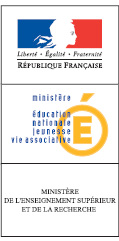 Liberté • Égalité • Fraternité
RÉPUBLIQUE FRANÇAISE
ministère
éducation
nationale
jeunesse
vie associative
É
MINISTÈRE
DE L'ENSEIGNEMENT SUPÉRIEUR
ET DE LA RECHERCHE